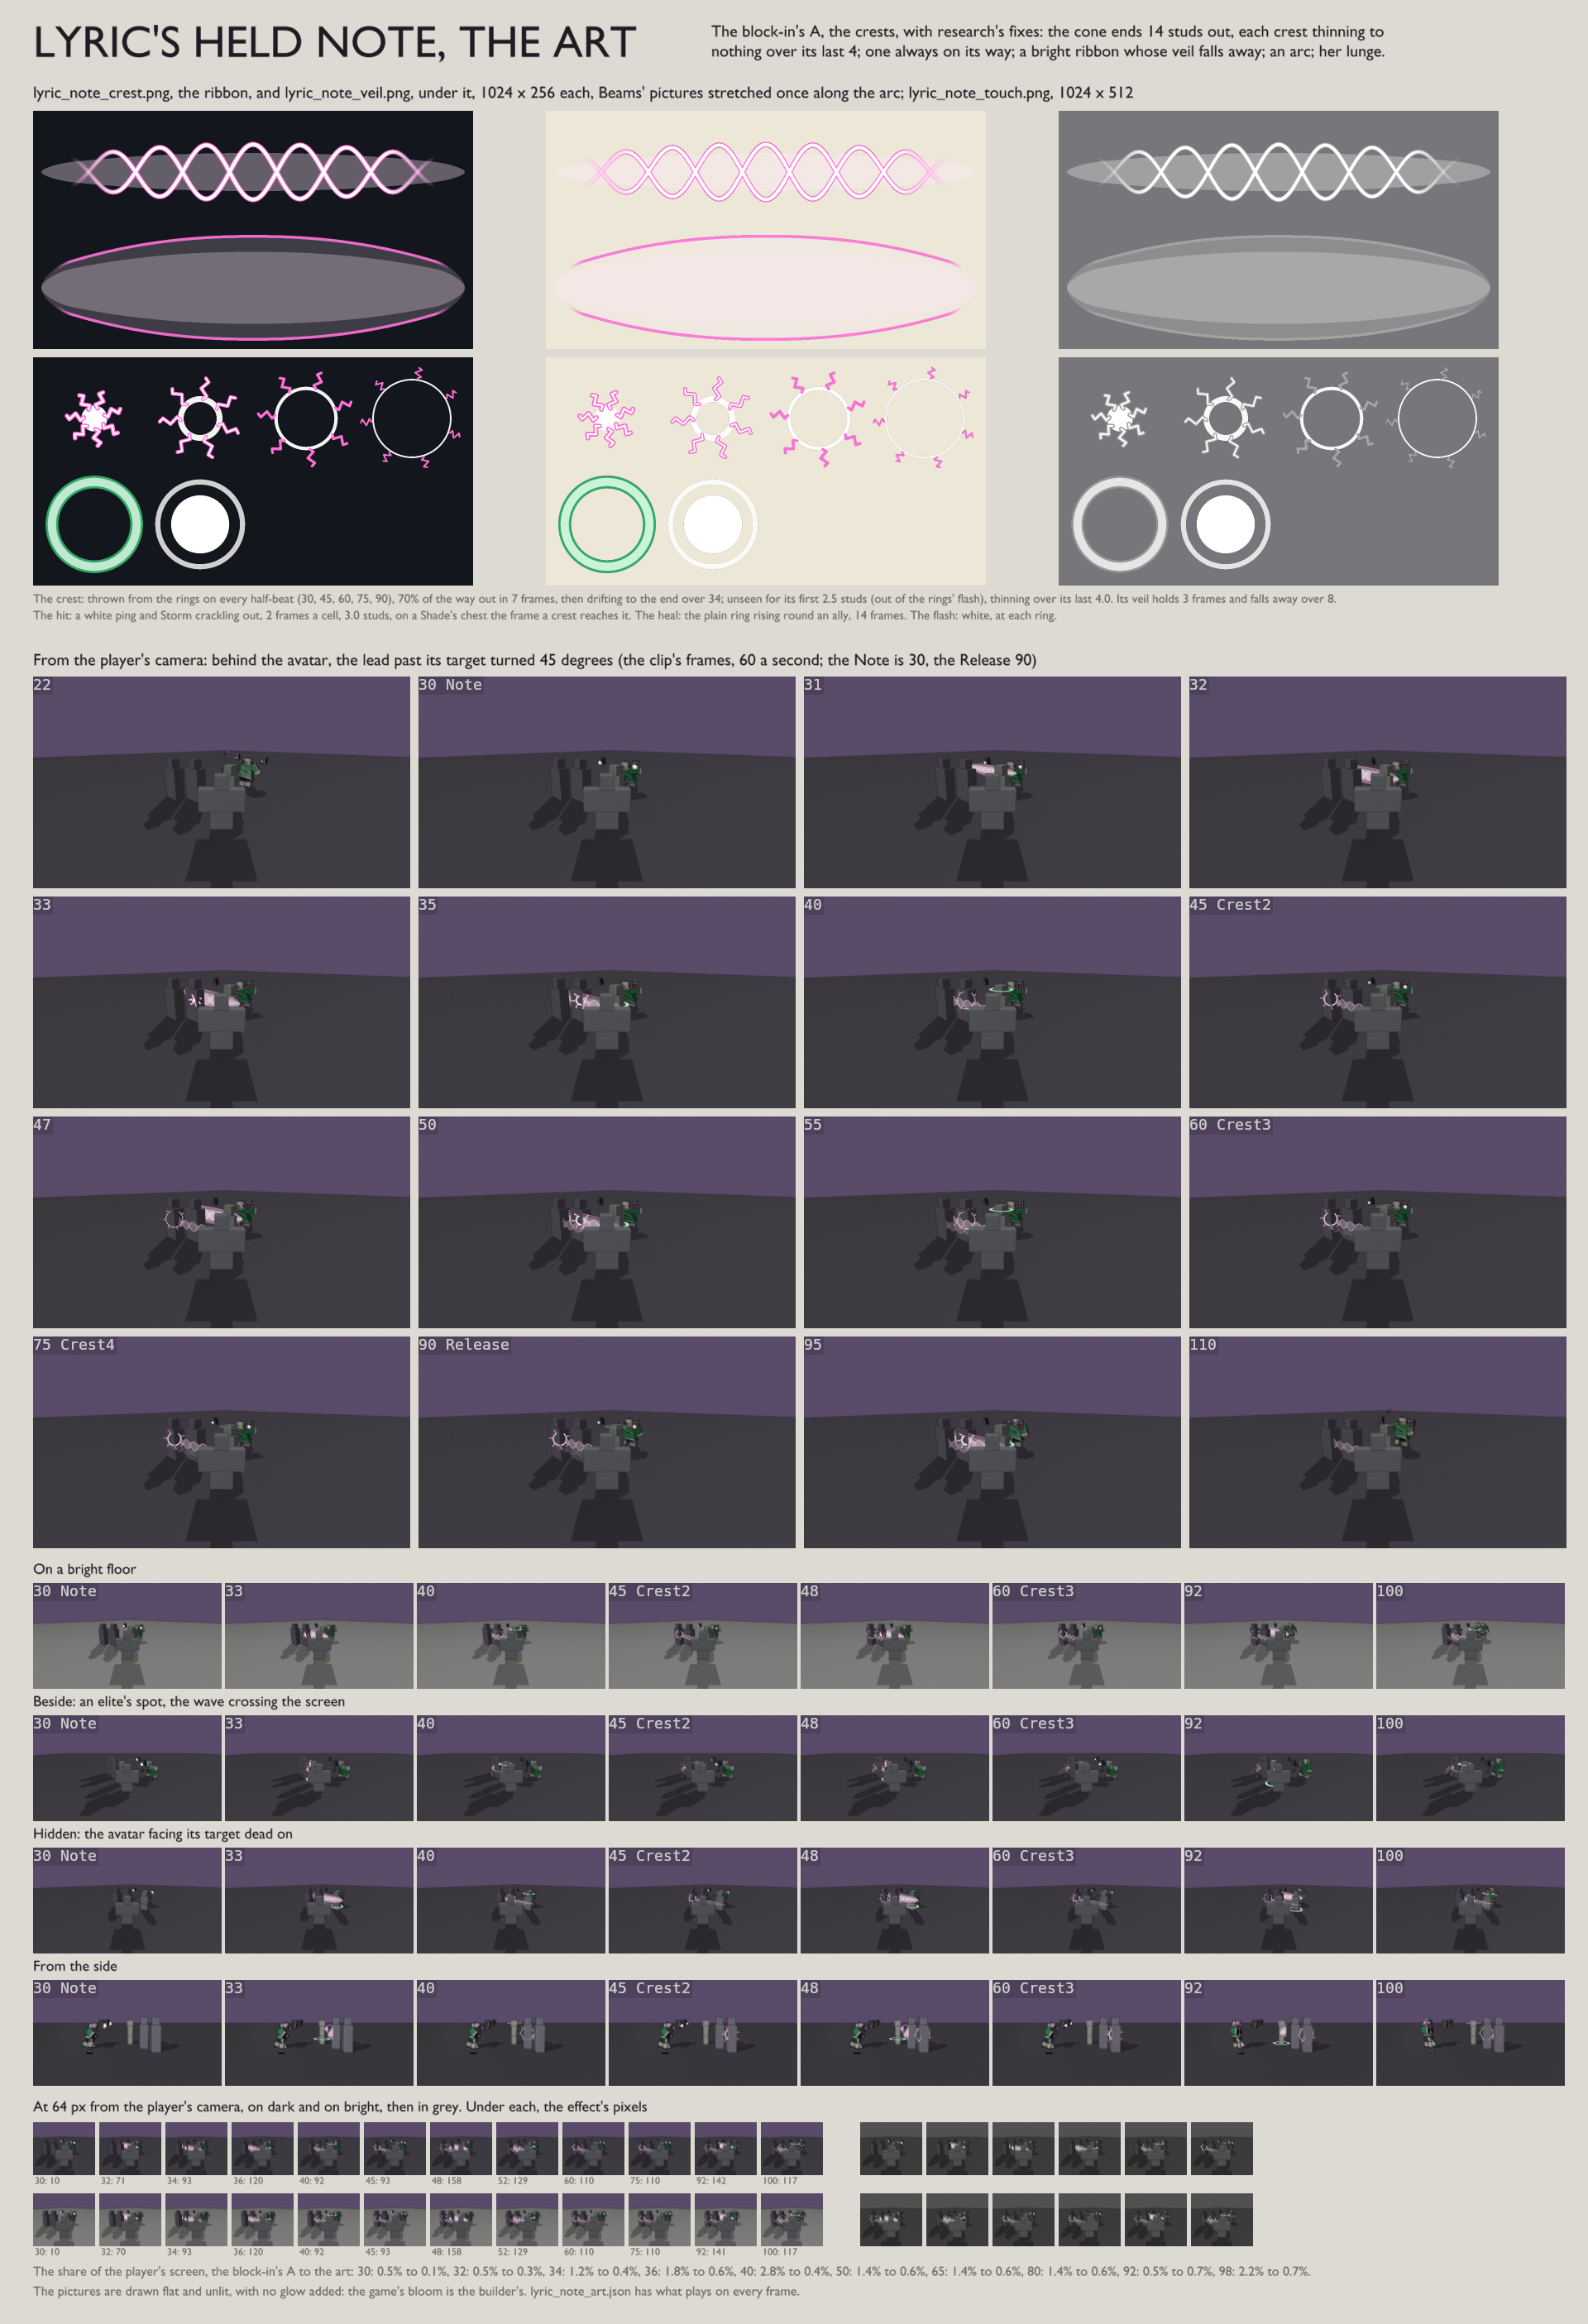 LYRIC'S HELD NOTE, THE ART
The block-in's A, the crests, with research's fixes: the cone ends 14 studs out, each crest thinning to
nothing over its last 4; one always on its way; a bright ribbon whose veil falls away; an arc; her lunge.
lyric_note_crest.png, the ribbon, and lyric_note_veil.png, under it, 1024 x 256 each, Beams' pictures stretched once along the arc; lyric_note_touch.png, 1024 x 512
The crest: thrown from the rings on every half-beat (30, 45, 60, 75, 90), 70% of the way out in 7 frames, then drifting to the end over 34; unseen for its first 2.5 studs (out of the rings' flash), thinning over its last 4.0. Its veil holds 3 frames and falls away over 8.
The hit: a white ping and Storm crackling out, 2 frames a cell, 3.0 studs, on a Shade's chest the frame a crest reaches it. The heal: the plain ring rising round an ally, 14 frames. The flash: white, at each ring.
From the player's camera: behind the avatar, the lead past its target turned 45 degrees (the clip's frames, 60 a second; the Note is 30, the Release 90)
22 30 Note 31 32
33 35 40 45 Crest2
47 50 55 60 Crest3
75 Crest4 90 Release 95 110
On a bright floor
30 Note 33 40 45 Crest2 48 60 Crest3 92 100
Beside: an elite's spot, the wave crossing the screen
30 Note 33 40 45 Crest2 48 60 Crest3 92 100
Hidden: the avatar facing its target dead on
30 Note 33 40 45 Crest2 48 60 Crest3 92 100
From the side
30 Note 33 40 45 Crest2 48 60 Crest3 92 100
At 64 px from the player's camera, on dark and on bright, then in grey. Under each, the effect's pixels
30: 10 32: 71 34: 93 36: 120 40: 92 45: 93 48: 158 52: 129 60: 110 75: 110 92: 142 100: 117
30: 10 32: 70 34: 93 36: 120 40: 92 45: 93 48: 158 52: 129 60: 110 75: 110 92: 141 100: 117
The share of the player's screen, the block-in's A to the art: 30: 0.5% to 0.1%, 32: 0.5% to 0.3%, 34: 1.2% to 0.4%, 36: 1.8% to 0.6%, 40: 2.8% to 0.4%, 50: 1.4% to 0.6%, 65: 1.4% to 0.6%, 80: 1.4% to 0.6%, 92: 0.5% to 0.7%, 98: 2.2% to 0.7%.
The pictures are drawn flat and unlit, with no glow added: the game's bloom is the builder's. lyric_note_art.json has what plays on every frame.